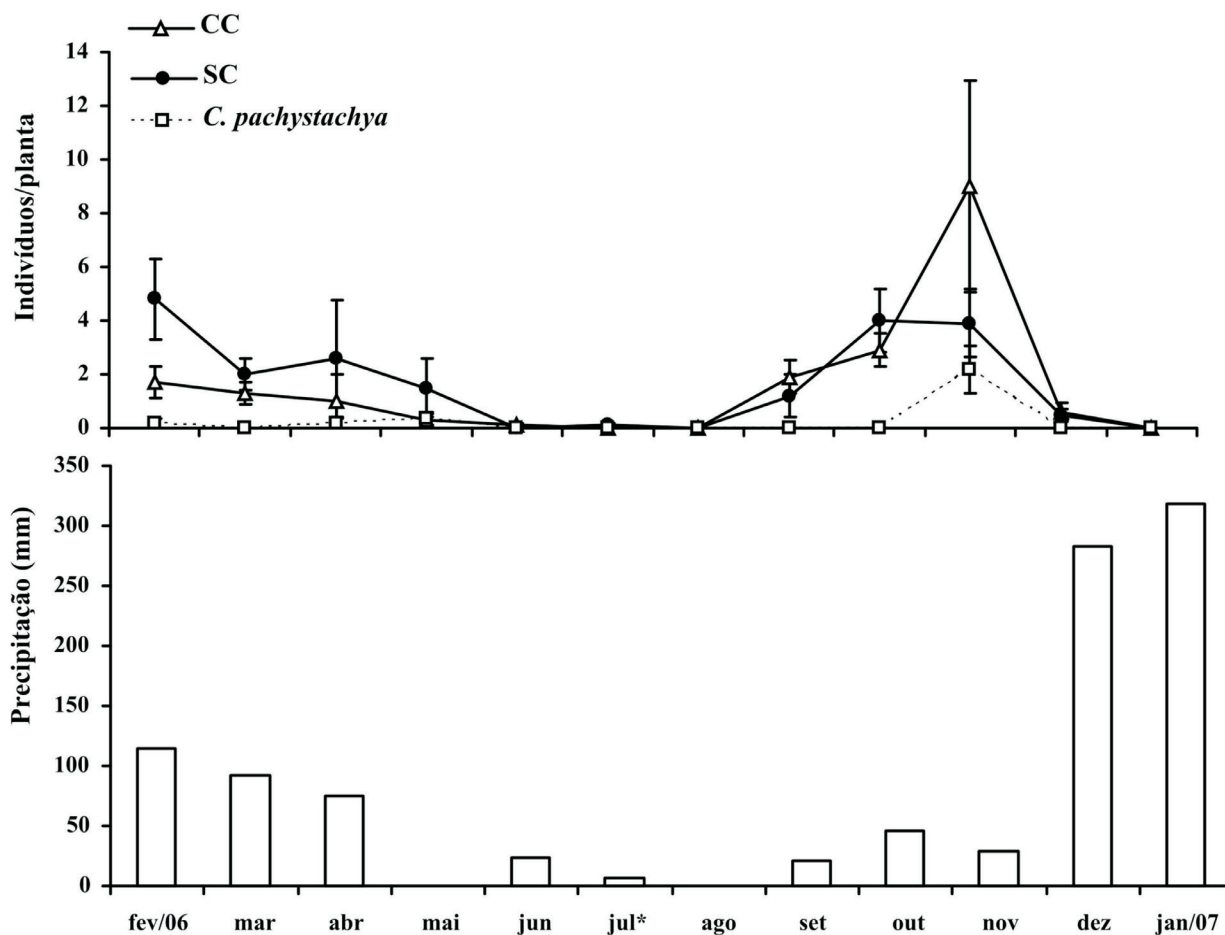 CC
SC
C. pachystachya
Indivíduos/planta
14
12
10
8
6
4
2
0
Precipitação (mm)
350
300
250
200
150
100
50
0
fev/06 mar abr mai jun jul* ago set out nov dez jan/07